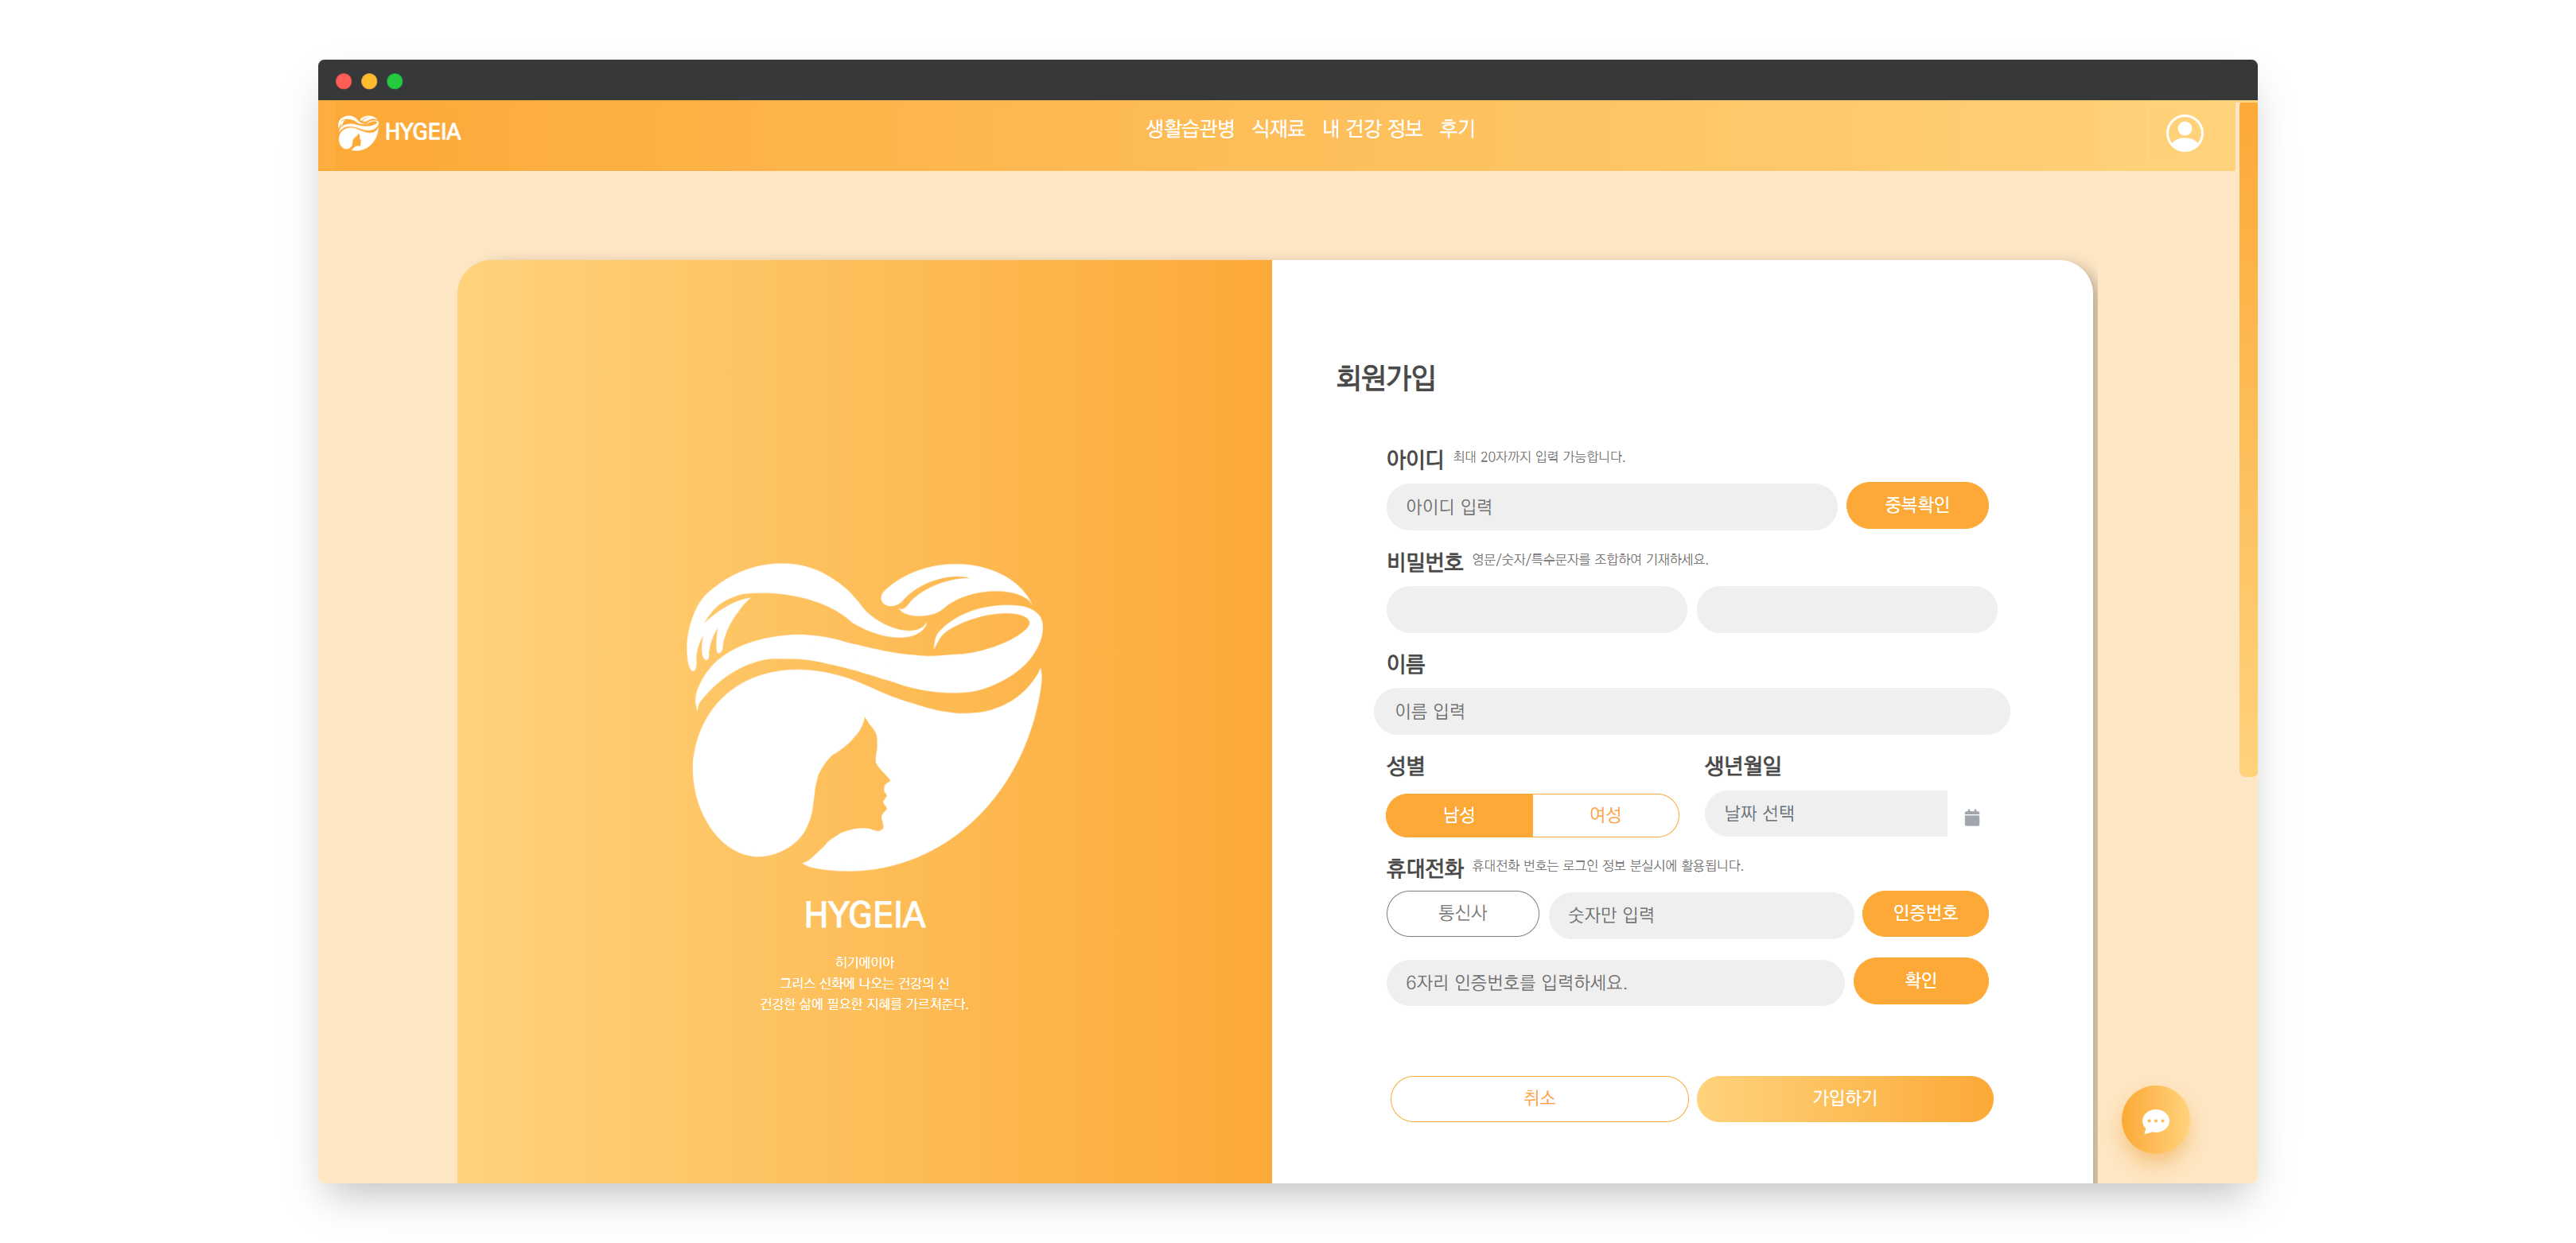 HYGEIA
생활습관병 식재료 내 건강 정보 후기
HYGEIA
히기에이아
그리스 신화에 나오는 건강의 신
건강한 삶에 필요한 지혜를 가르쳐준다.
회원가입
아이디 최대 20자까지 입력 가능합니다.
아이디 입력 중복확인
비밀번호 영문/숫자/특수문자를 조합하여 기재하세요.
이름
이름 입력
성별 생년월일
남성 여성 날짜 선택
휴대전화 휴대전화 번호는 로그인 정보 분실시에 활용됩니다.
통신사 숫자만 입력 인증번호
6자리 인증번호를 입력하세요. 확인
취소 가입하기